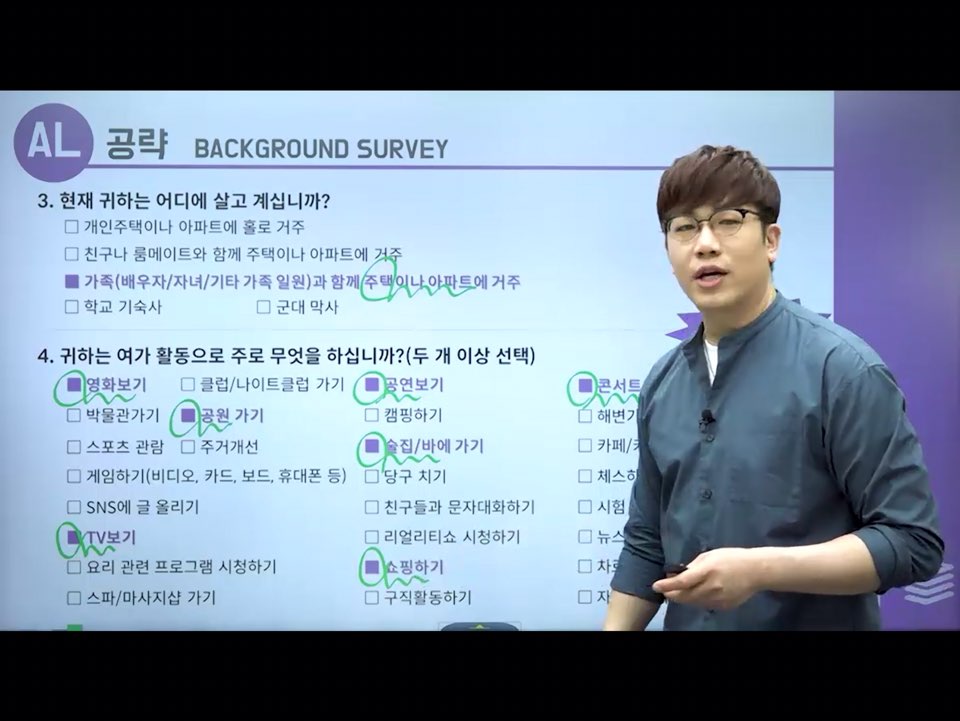 AL 공략 BACKGROUND SURVEY
3. 현재 귀하는 어디에 살고 계십니까?
□ 개인주택이나 아파트에 홀로 거주
□ 친구나 룸메이트와 함께 주택이나 아파트에 거주
■ 가족(배우자/자녀/기타 가족 일원)과 함께 주택이나 아파트에 거주
□ 학교 기숙사 □ 군대 막사
4. 귀하는 여가 활동으로 주로 무엇을 하십니까?(두 개 이상 선택)
■ 영화보기 □ 클럽/나이트클럽 가기 ■ 공연보기 ■ 콘서트
□ 박물관가기 ■ 공원 가기 □ 캠핑하기 □ 해변가
□ 스포츠 관람 □ 주거개선 ■ 술집/바에 가기 □ 카페/
□ 게임하기(비디오, 카드, 보드, 휴대폰 등) □ 당구 치기 □ 체스하
□ SNS에 글 올리기 □ 친구들과 문자대화하기 □ 시험
■ TV보기 □ 리얼리티쇼 시청하기 □ 뉴스
□ 요리 관련 프로그램 시청하기 ■ 쇼핑하기 □
□ 스파/마사지샵 가기 □ 구직활동하기 □